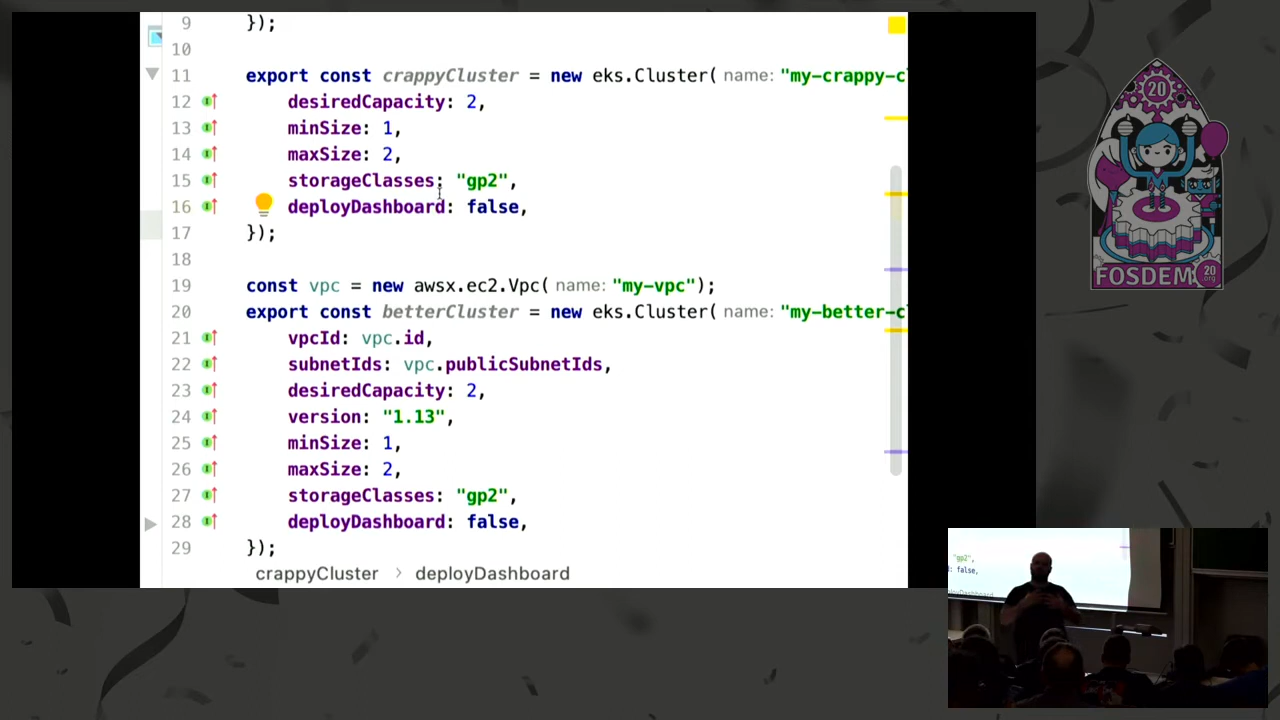 9 });
10
11 export const crappyCluster = new eks.Cluster( name: "my-crappy-c
12 desiredCapacity: 2,
13 minSize: 1,
14 maxSize: 2,
15 storageClasses: "gp2",
16 deployDashboard: false,
17 });
18
19 const vpc = new awsx.ec2.Vpc( name: "my-vpc");
20 export const betterCluster = new eks.Cluster( name: "my-better-c
21 vpcId: vpc.id,
22 subnetIds: vpc.publicSubnetIds,
23 desiredCapacity: 2,
24 version: "1.13",
25 minSize: 1,
26 maxSize: 2,
27 storageClasses: "gp2",
28 deployDashboard: false,
29 });
crappyCluster > deployDashboard
20
FOSDEM 20
.org
"gp2",
false,